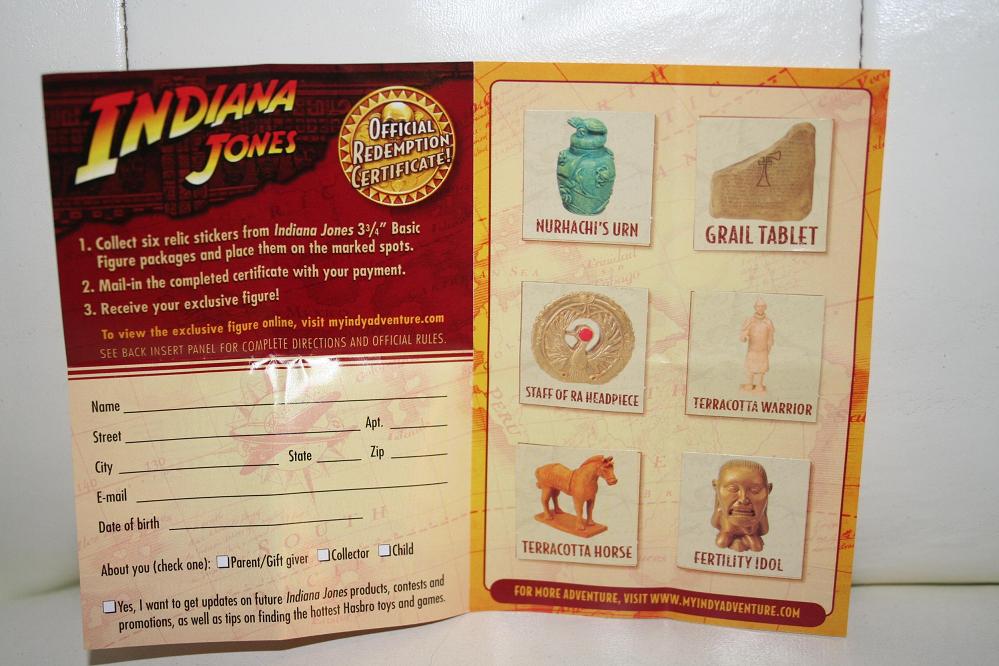 INDIANA
JONES
OFFICIAL
REDEMPTION
CERTIFICATE!
1. Collect six relic stickers from Indiana Jones 3¾" Basic
Figure packages and place them on the marked spots.
2. Mail-in the completed certificate with your payment.
3. Receive your exclusive figure!
To view the exclusive figure online, visit myindyadventure.com
SEE BACK INSERT PANEL FOR COMPLETE DIRECTIONS AND OFFICIAL RULES.
Name
Street Apt.
City State Zip
E-mail
Date of birth
About you (check one): Parent/Gift giver Collector Child
Yes, I want to get updates on future Indiana Jones products, contests and
promotions, as well as tips on finding the hottest Hasbro toys and games.
SOUTH
NURHACHI'S URN
GRAIL TABLET
STAFF OF RA HEADPIECE
TERRACOTTA WARRIOR
TERRACOTTA HORSE
FERTILITY IDOL
FOR MORE ADVENTURE, VISIT WWW.MYINDYADVENTURE.COM